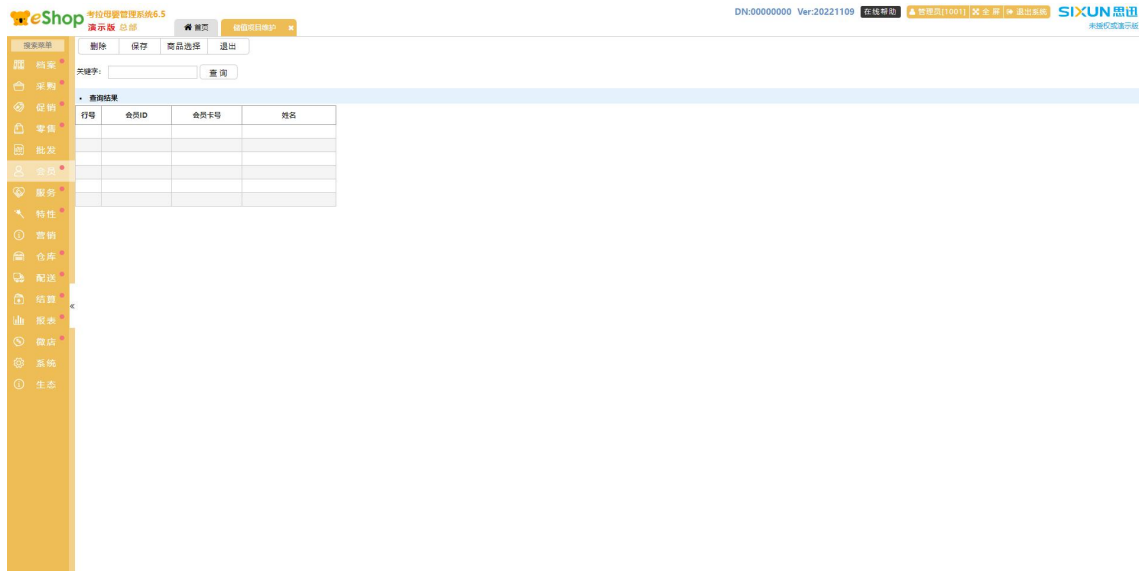 eShop 考拉母婴管理系统6.5
演示版 总部
首页
储值项目维护
DN:00000000 Ver:20221109 在线帮助 管理员[1001] 全屏 退出系统
SIXUN思迅
未授权或演示版
搜索菜单
删除 保存 商品选择 退出
关键字: 查询
• 查询结果
行号 会员ID 会员卡号 姓名
档案
采购
促销
零售
批发
会员
服务
特性
营销
仓库
配送
结算
报表
微店
系统
生态